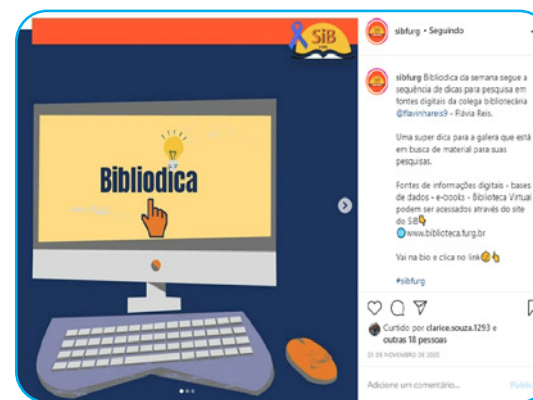 SiB
Bibliodica
sibfurg • Seguindo
sibfurg Bibliodica da semana segue a
sequência de dicas para pesquisa em
fontes digitais da colega bibliotecária
@flavinhareis9 - Flávia Reis.
Uma super dica para a galera que está
em busca de material para suas
pesquisas.
Fontes de informações digitais - bases
de dados - e-books - Biblioteca Virtual
podem ser acessados através do site
do SiB👇
🌐www.biblioteca.furg.br
Vai na bio e clica no link
#sibfurg
Curtido por clarice.souza.1293 e
outras 18 pessoas
25 DE NOVEMBRO DE 2020
Adicione um comentário...